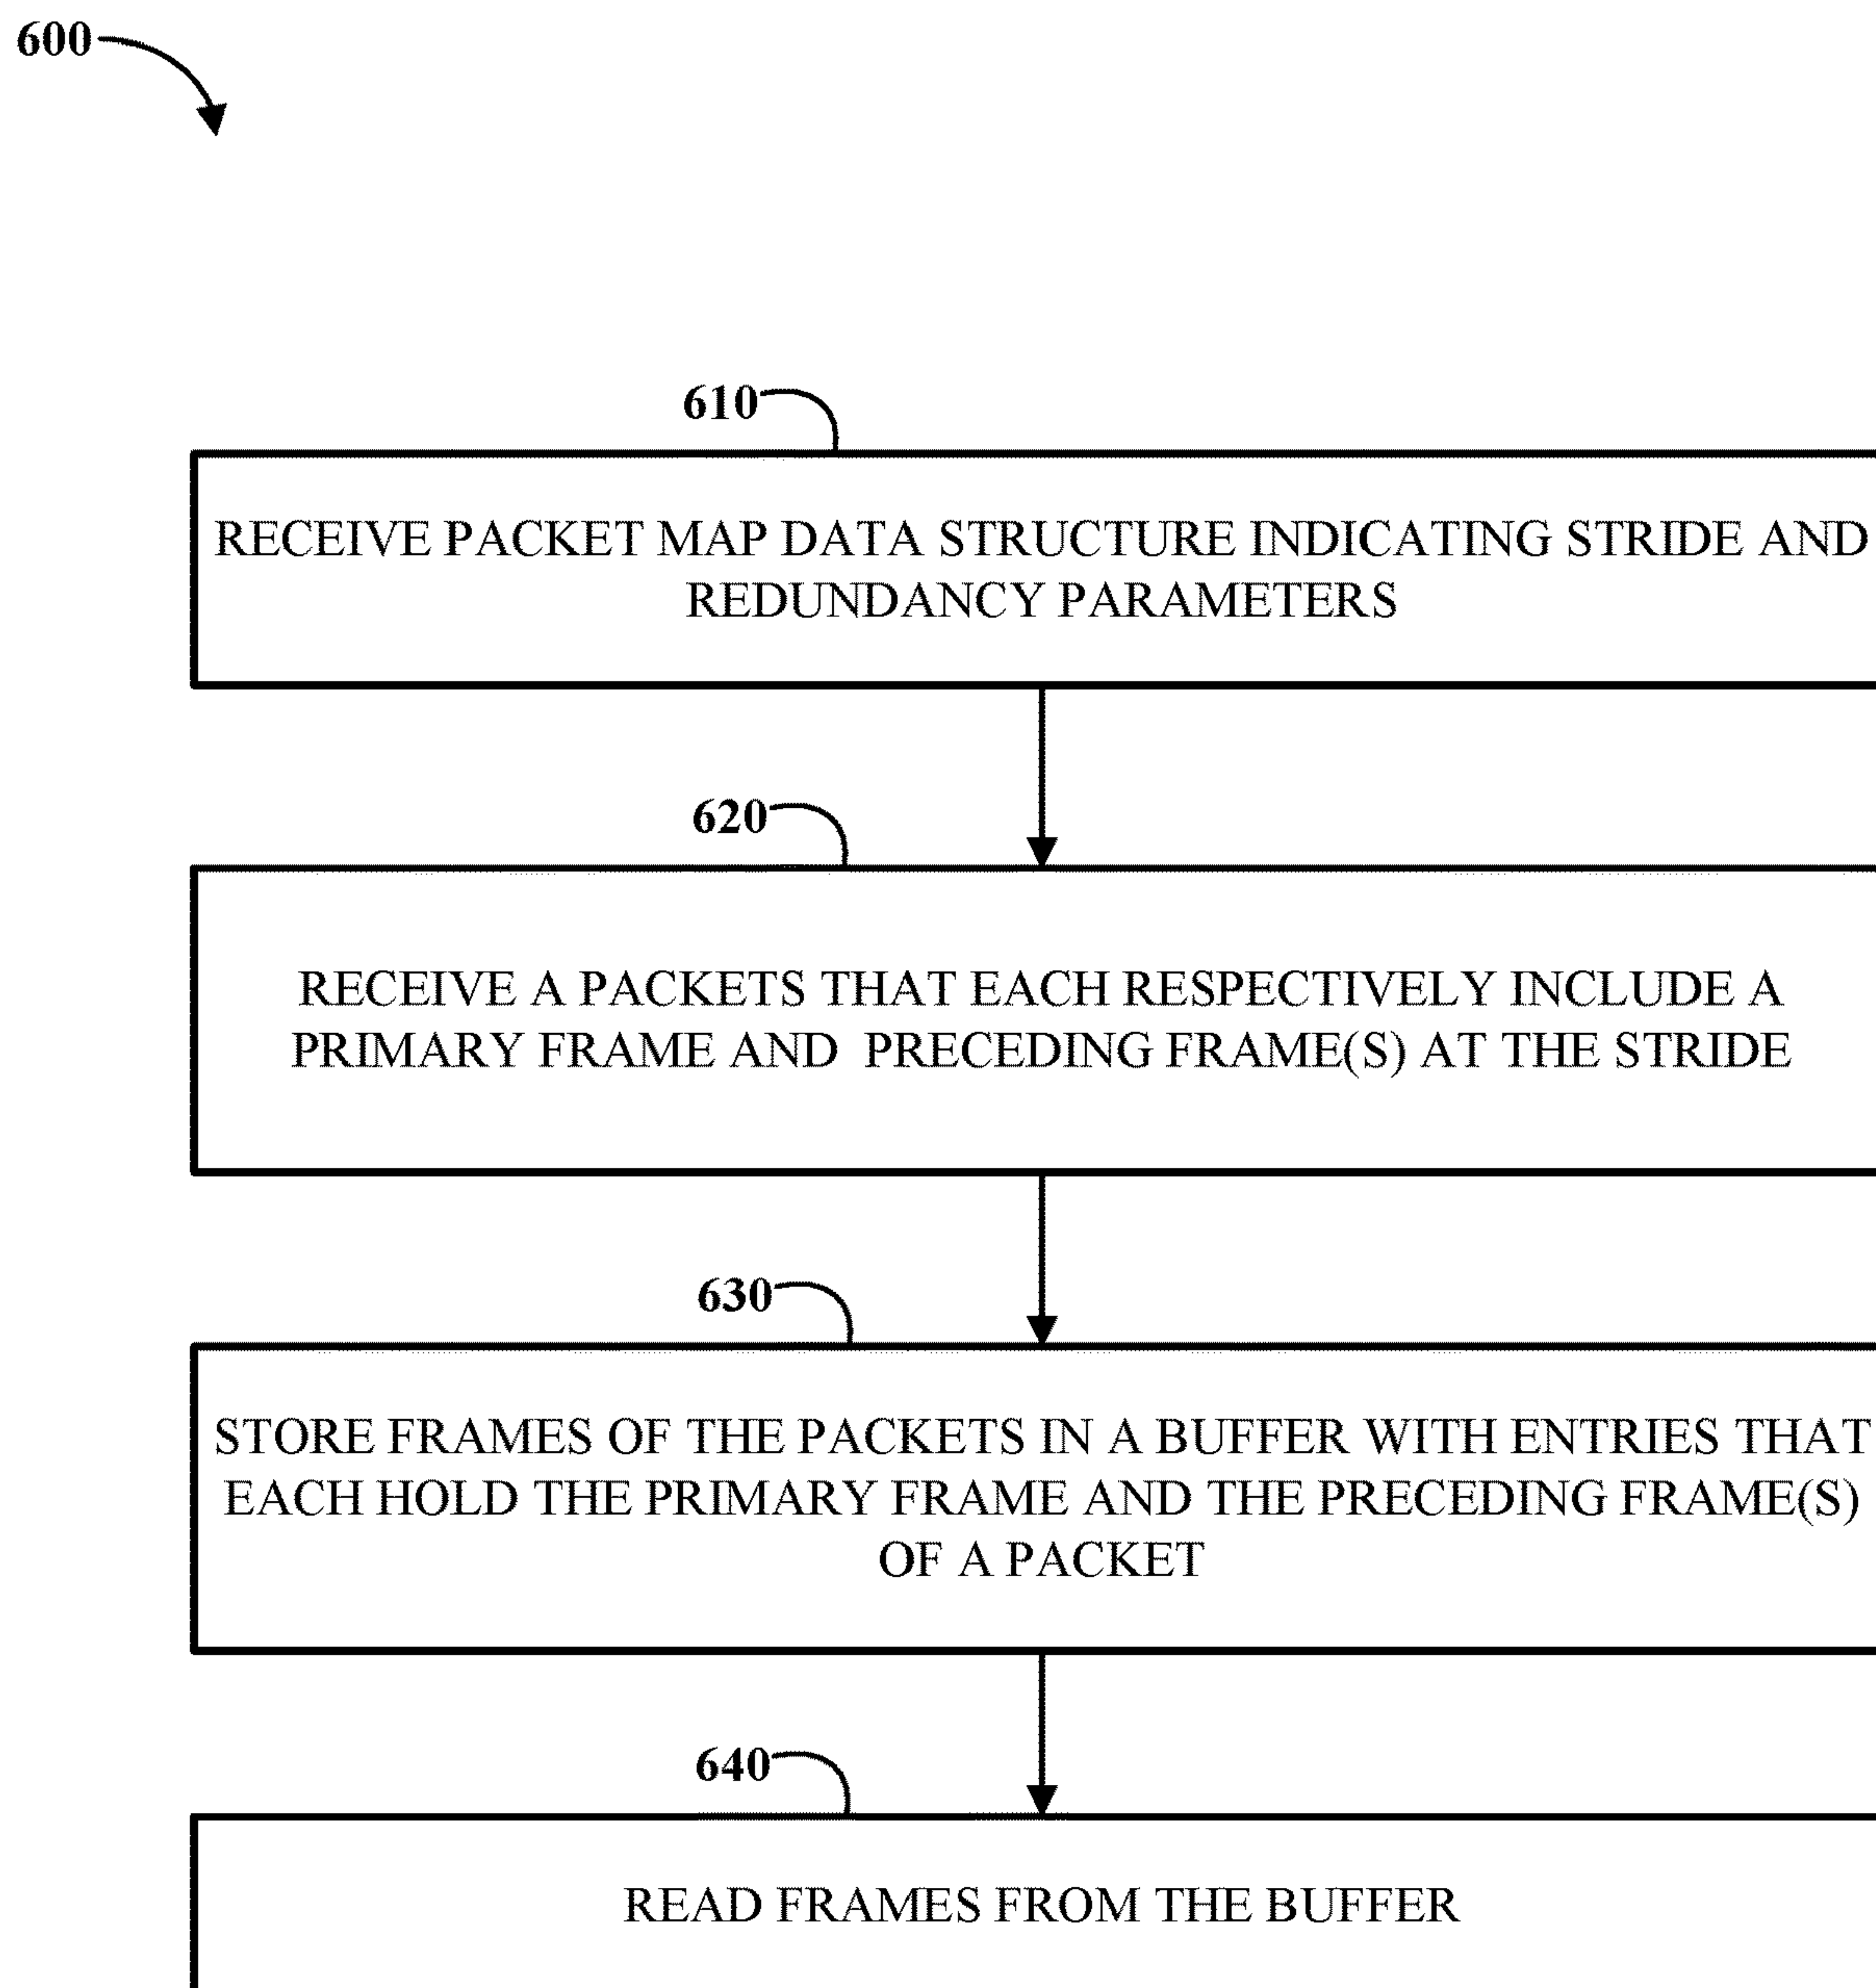 600
610
RECEIVE PACKET MAP DATA STRUCTURE INDICATING STRIDE AND
REDUNDANCY PARAMETERS
620
RECEIVE A PACKETS THAT EACH RESPECTIVELY INCLUDE A
PRIMARY FRAME AND PRECEDING FRAME(S) AT THE STRIDE
630
STORE FRAMES OF THE PACKETS IN A BUFFER WITH ENTRIES THAT
EACH HOLD THE PRIMARY FRAME AND THE PRECEDING FRAME(S)
OF A PACKET
640
READ FRAMES FROM THE BUFFER